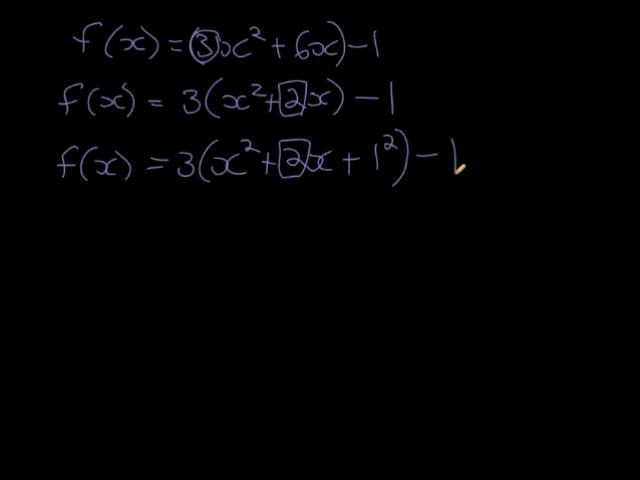 f(x) = 3x² + 6x) - 1
f(x) = 3(x² + 2x) - 1
f(x) = 3(x² + 2x + 1²) - 1